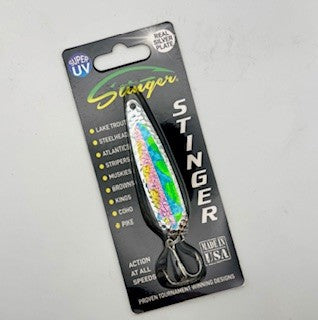 SUPER
UV
REAL
SILVER
PLATE
Stinger
LAKE TROUT
STEELHEAD
ATLANTICS
STRIPERS
MUSKIES
BROWNS
KINGS
COHO
PIKE
STINGER
ACTION
AT ALL
SPEEDS
MADE IN
USA
PROVEN TOURNAMENT WINNING DESIGNS